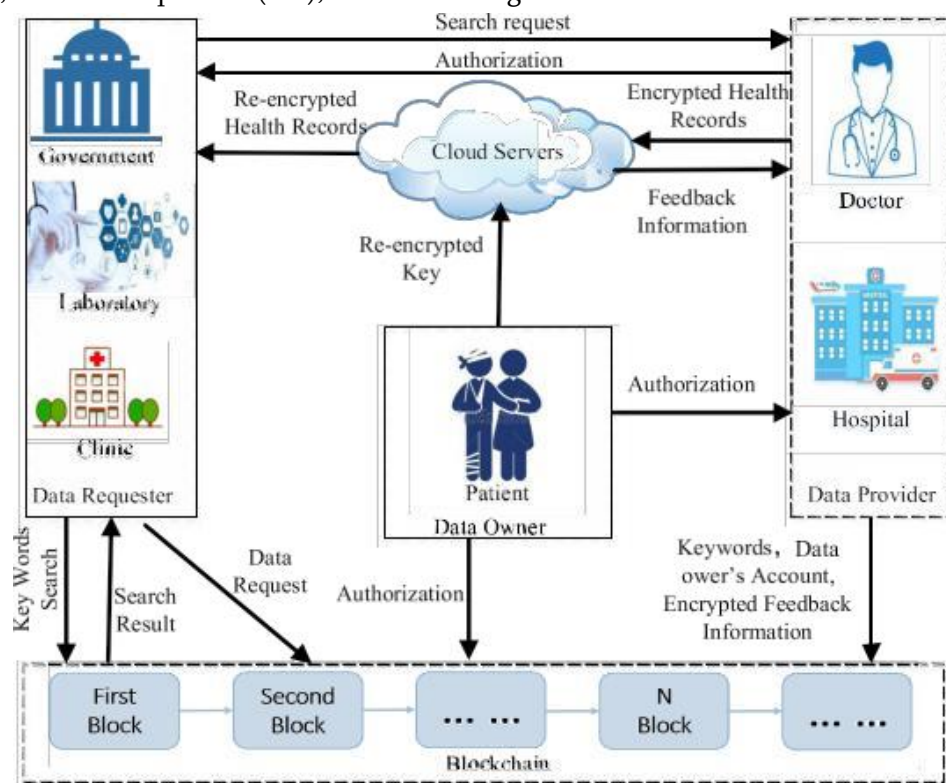 Search request
Authorization
Re-encrypted
Health Records
Encrypted Health
Records
Cloud Servers
Government
Feedback
Information
Doctor
Re-encrypted
Key
Laboratory
Authorization
Hospital
Clinic
Patient
Data Requester
Data Owner
Data Provider
Key Words
Search
Search
Result
Data
Request
Authorization
Keywords, Data
ower's Account,
Encrypted Feedback
Information
First
Block
Second
Block
... ...
N
Block
... ...
Blockchain